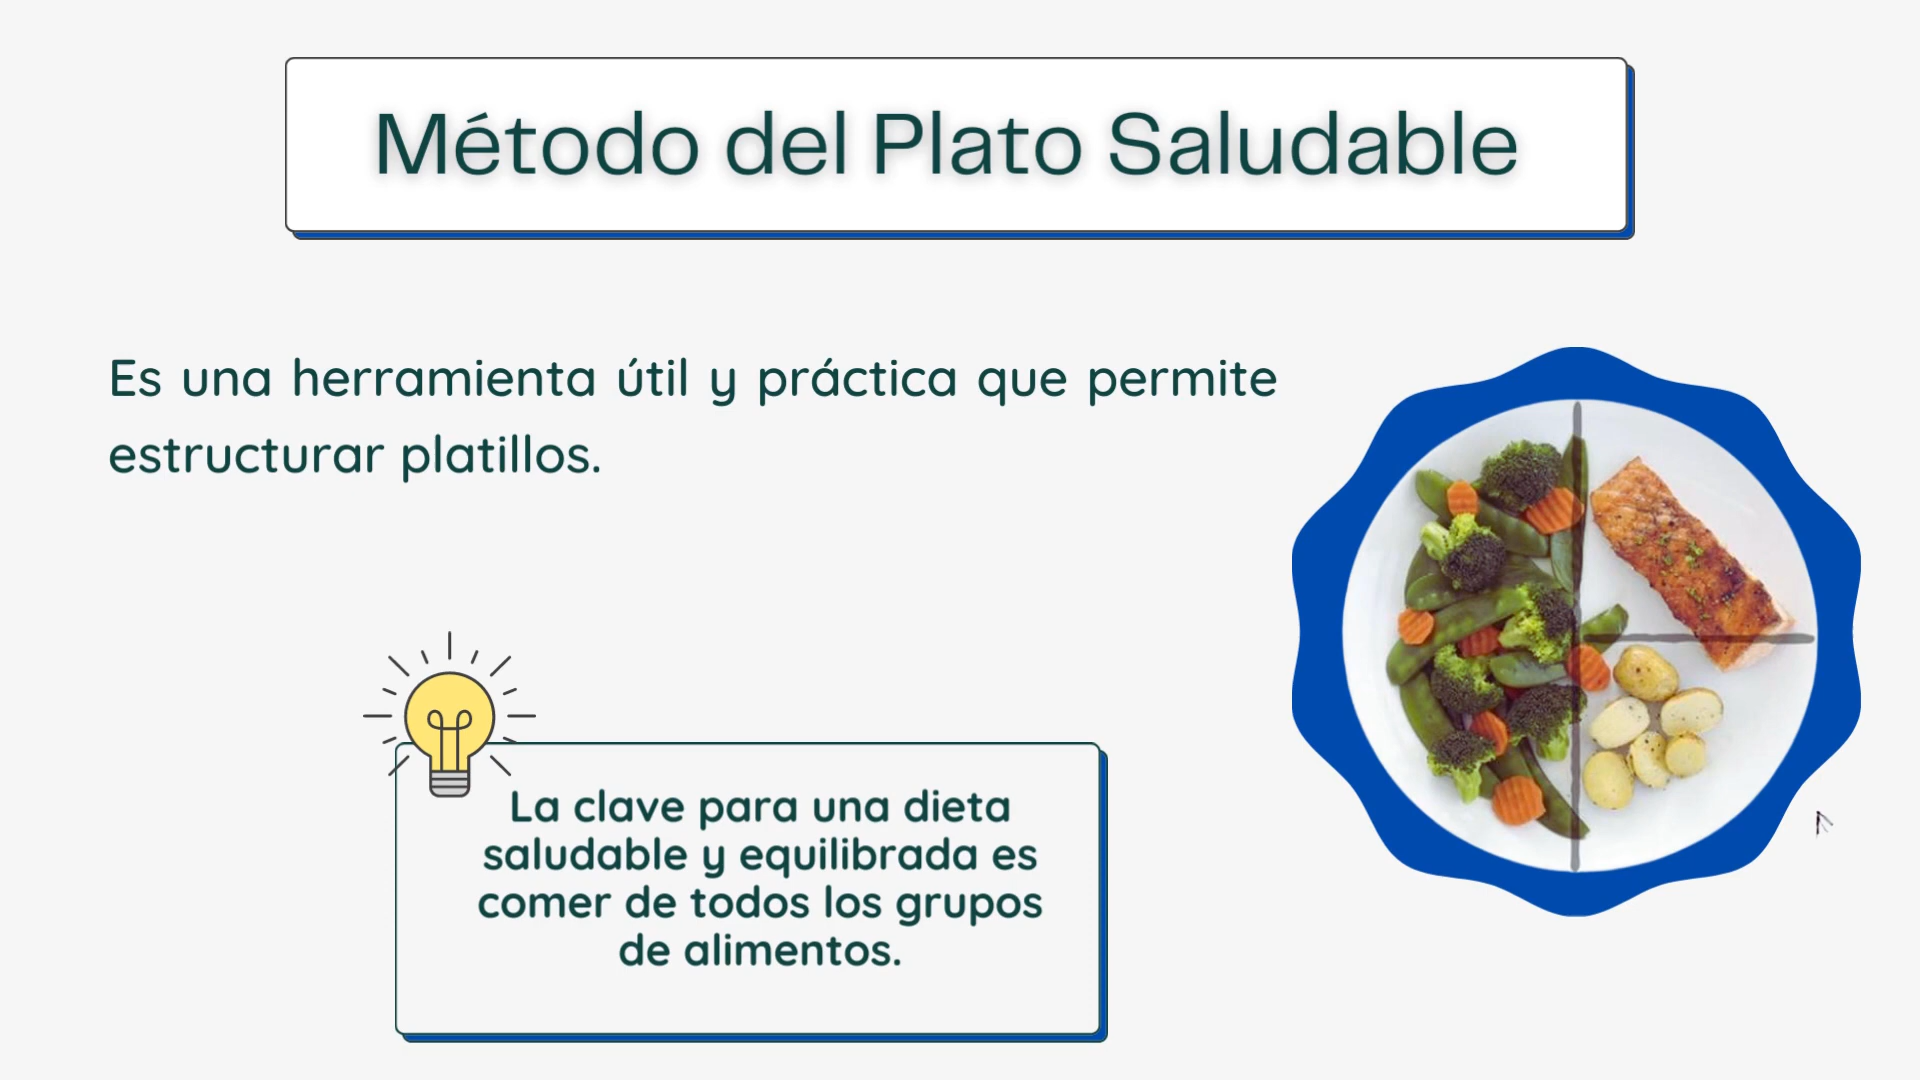 Método del Plato Saludable
Es una herramienta útil y práctica que permite
estructurar platillos.
La clave para una dieta
saludable y equilibrada es
comer de todos los grupos
de alimentos.